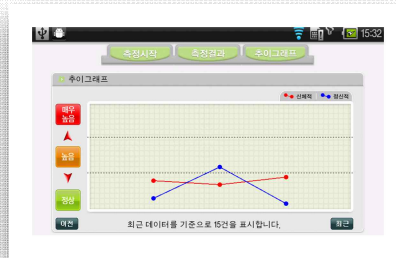 15:32
측정시작 측정결과 추이그래프
추이그래프
신체적 정신적
매우
높음
높음
정상
이전 최근 데이터를 기준으로 15건을 표시합니다. 최근